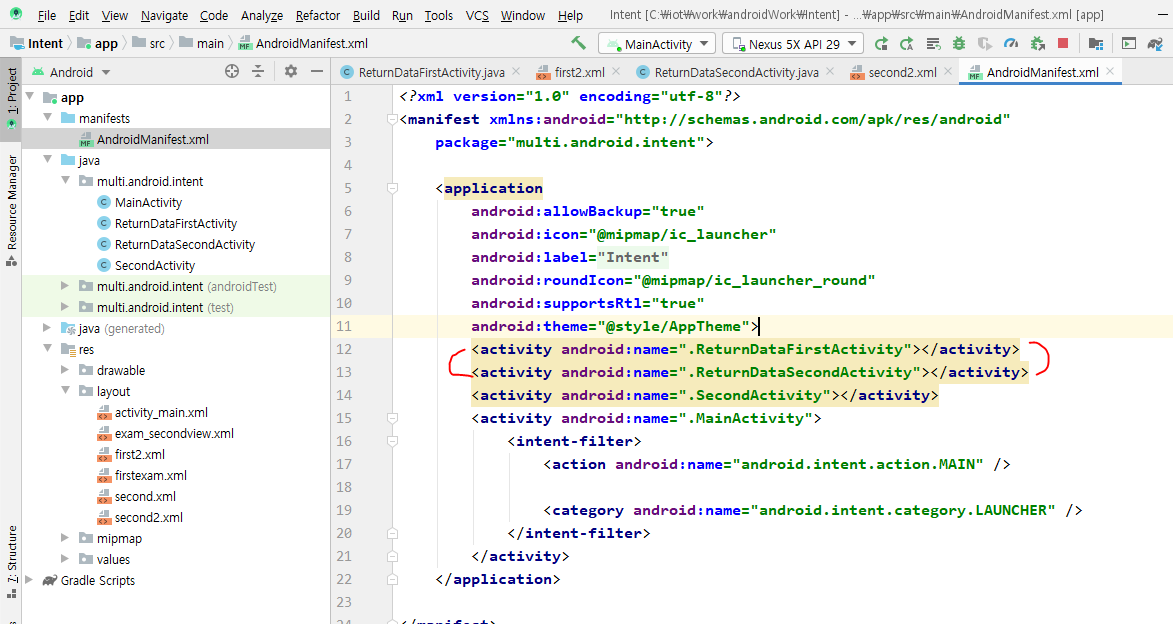 File Edit View Navigate Code Analyze Refactor Build Run Tools VCS Window Help Intent [C:₩iot₩work₩androidWork₩Intent] - ...₩app₩src₩main₩AndroidManifest.xml [app]
Intent app src main AndroidManifest.xml MainActivity Nexus 5X API 29
1: Project
Resource Manager
7: Structure
Android
app
manifests
AndroidManifest.xml
java
multi.android.intent
MainActivity
ReturnDataFirstActivity
ReturnDataSecondActivity
SecondActivity
multi.android.intent (androidTest)
multi.android.intent (test)
java (generated)
res
drawable
layout
activity_main.xml
exam_secondview.xml
first2.xml
firstexam.xml
second.xml
second2.xml
mipmap
values
Gradle Scripts
ReturnDataFirstActivity.java first2.xml ReturnDataSecondActivity.java second2.xml AndroidManifest.xml
1 <?xml version="1.0" encoding="utf-8"?>
2 <manifest xmlns:android="http://schemas.android.com/apk/res/android"
3 package="multi.android.intent">
4
5 <application
6 android:allowBackup="true"
7 android:icon="@mipmap/ic_launcher"
8 android:label="Intent"
9 android:roundIcon="@mipmap/ic_launcher_round"
10 android:supportsRtl="true"
11 android:theme="@style/AppTheme">
12 <activity android:name=".ReturnDataFirstActivity"></activity>
13 <activity android:name=".ReturnDataSecondActivity"></activity>
14 <activity android:name=".SecondActivity"></activity>
15 <activity android:name=".MainActivity">
16 <intent-filter>
17 <action android:name="android.intent.action.MAIN" />
18
19 <category android:name="android.intent.category.LAUNCHER" />
20 </intent-filter>
21 </activity>
22 </application>
23
24 </manifest>